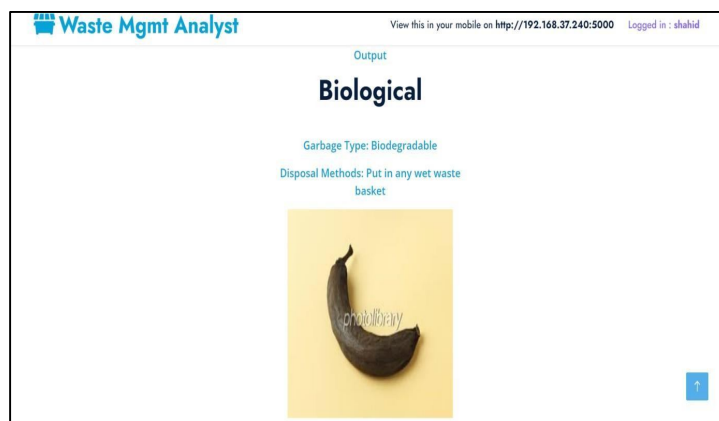 Waste Mgmt Analyst
View this in your mobile on http://192.168.37.240:5000 Logged in : shahid
Output
Biological
Garbage Type: Biodegradable
Disposal Methods: Put in any wet waste
basket
photolibrary